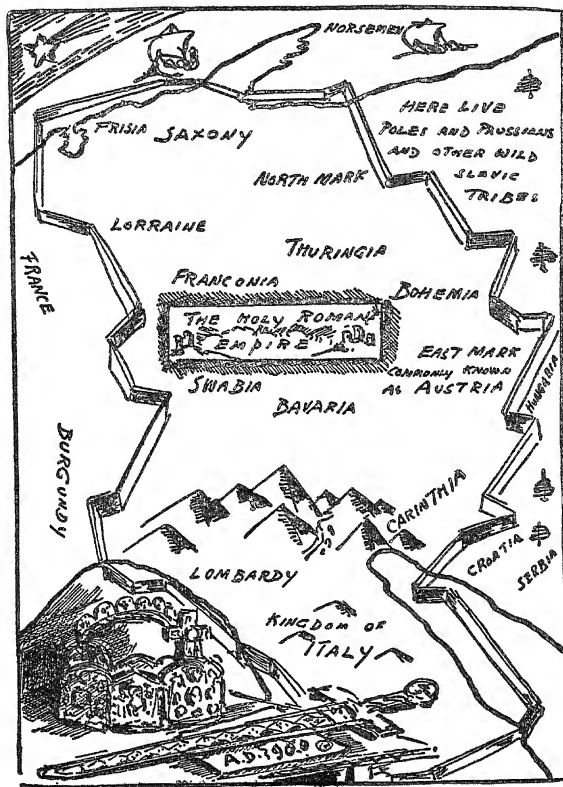 NORSEMEN
HERE LIVE
POLES AND PRUSSIONS
AND OTHER WILD
SLAVIC
TRIBES
FRISIA
SAXONY
NORTH MARK
LORRAINE
THURINGIA
FRANCE
FRANCONIA
BOHEMIA
THE HOLY ROMAN
EMPIRE
EAST MARK
COMMONLY KNOWN
AS AUSTRIA
HUNGARIA
SWABIA
BAVARIA
BURGUNDY
CARINTHIA
CROATIA
SERBIA
LOMBARDY
KINGDOM OF
ITALY